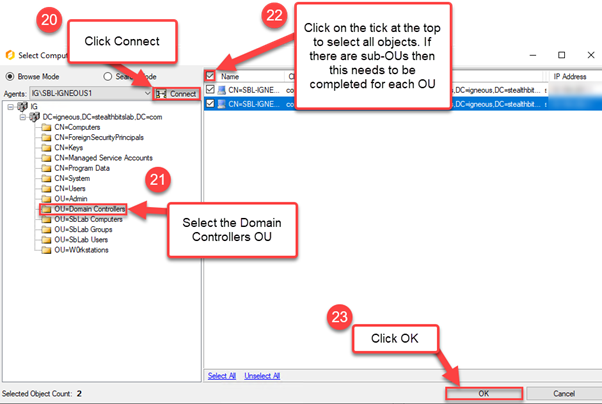 20
Click Connect
22
Click on the tick at the top
to select all objects. If
there are sub-OUs then
this needs to be
completed for each OU
Select Compu
Browse Mode
Sea
ode
Agents: IG\SBL-IGNEOUS1
Connect
Name
IP Address
CN=SBL-IGNE...
igneous,DC=stealthbitslab,DC=com...
CN=SBL-IGNE...
igneous,DC=stealthbitslab,DC=com...
IG
DC=igneous,DC=stealthbitslab,DC=com
CN=Computers
CN=ForeignSecurityPrincipals
CN=Keys
CN=Managed Service Accounts
CN=Program Data
CN=System
CN=Users
OU=Admin
OU=Domain Controllers
OU=SbLab Computers
OU=SbLab Groups
OU=SbLab Users
OU=W0rkstations
21
Select the Domain
Controllers OU
23
Click OK
Select All Unselect All
Selected Object Count: 2
OK
Cancel